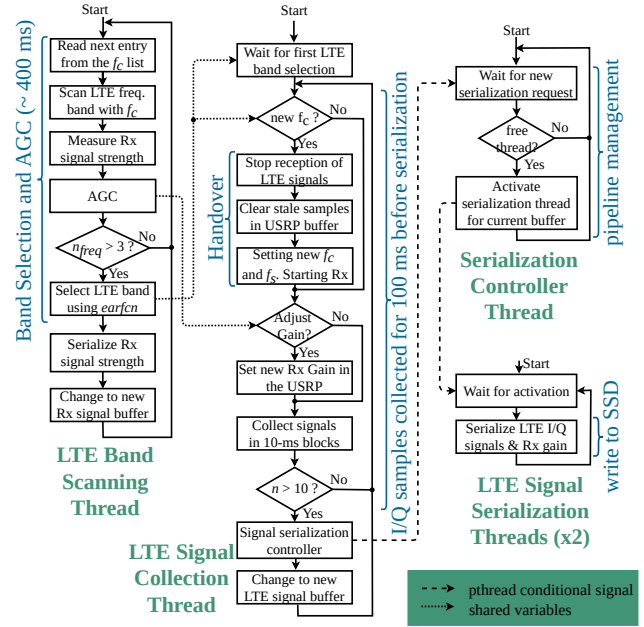 Start
Read next entry
from the fc list
Scan LTE freq.
band with fc
Measure Rx
signal strength
AGC
nfreq > 3 ?
No
Yes
Select LTE band
using earfcn
Serialize Rx
signal strength
Change to new
Rx signal buffer
LTE Band
Scanning
Thread
Band Selection and AGC (~ 400 ms)
Start
Wait for first LTE
band selection
new fc ?
No
Yes
Stop reception of
LTE signals
Clear stale samples
in USRP buffer
Setting new fc
and fs. Starting Rx
Handover
Adjust
Gain?
No
Yes
Set new Rx Gain in
the USRP
Collect signals
in 10-ms blocks
n > 10 ?
No
Yes
Signal serialization
controller
Change to new
LTE signal buffer
LTE Signal
Collection
Thread
I/Q samples collected for 100 ms before serialization
Start
Wait for new
serialization request
free
thread?
No
Yes
Activate
serialization thread
for current buffer
pipeline management
Serialization
Controller
Thread
Start
Wait for activation
Serialize LTE I/Q
signals & Rx gain
write to SSD
LTE Signal
Serialization
Threads (x2)
pthread conditional signal
shared variables